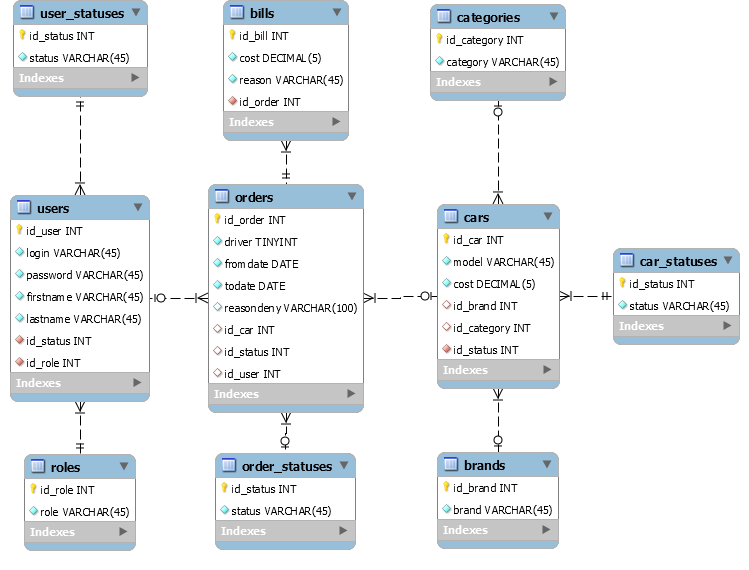 user_statuses
id_status INT
status VARCHAR(45)
Indexes
bills
id_bill INT
cost DECIMAL(5)
reason VARCHAR(45)
id_order INT
Indexes
categories
id_category INT
category VARCHAR(45)
Indexes
users
id_user INT
login VARCHAR(45)
password VARCHAR(45)
firstname VARCHAR(45)
lastname VARCHAR(45)
id_status INT
id_role INT
Indexes
orders
id_order INT
driver TINYINT
fromdate DATE
todate DATE
reasondeny VARCHAR(100)
id_car INT
id_status INT
id_user INT
Indexes
cars
id_car INT
model VARCHAR(45)
cost DECIMAL(5)
id_brand INT
id_category INT
id_status INT
Indexes
car_statuses
id_status INT
status VARCHAR(45)
Indexes
roles
id_role INT
role VARCHAR(45)
Indexes
order_statuses
id_status INT
status VARCHAR(45)
Indexes
brands
id_brand INT
brand VARCHAR(45)
Indexes